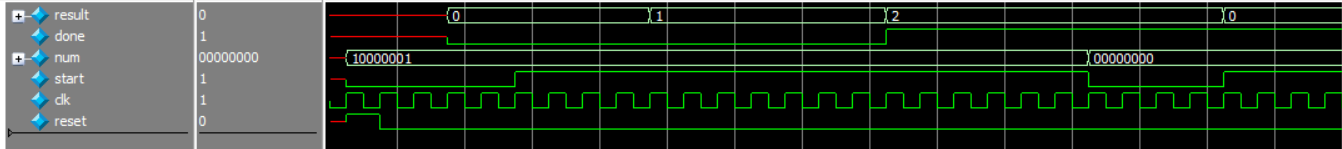 result 0 0 1 2 0
done 1
num 00000000 10000001 00000000
start 1
clk 1
reset 0